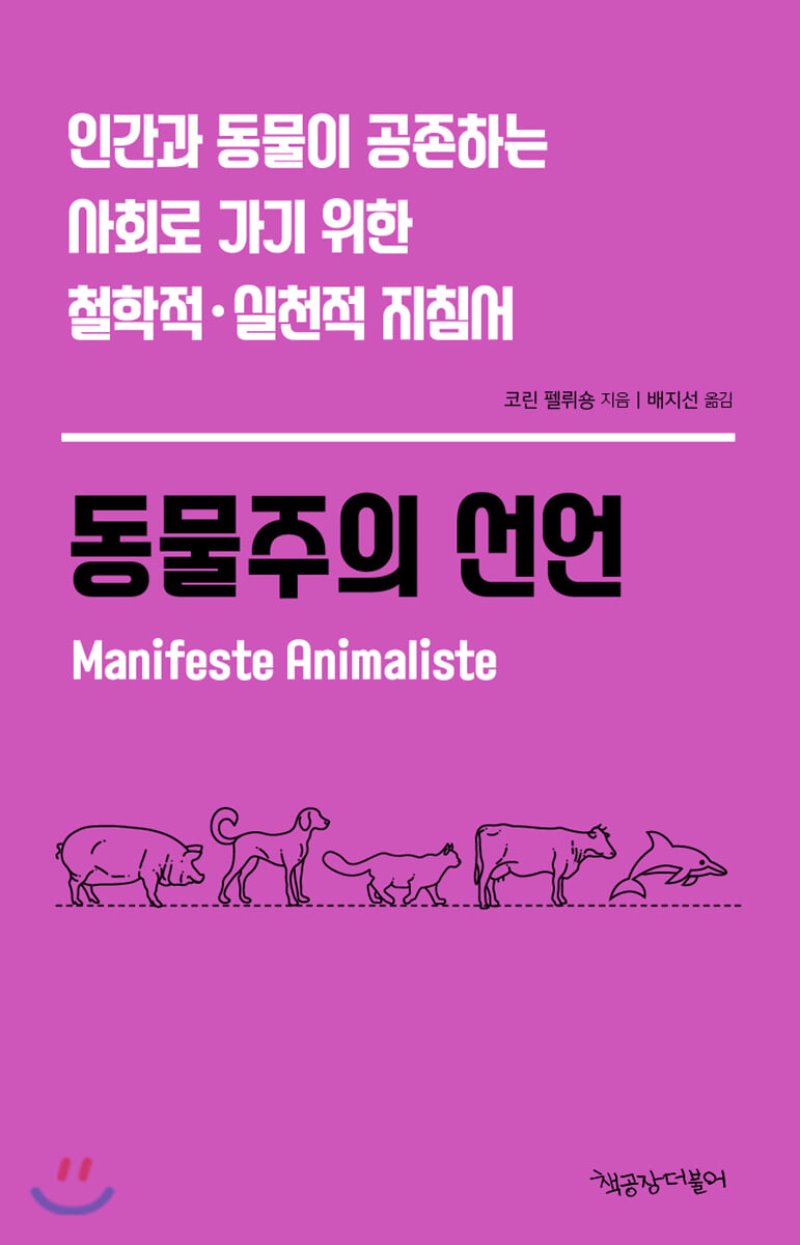 인간과 동물이 공존하는
사회로 가기 위한
철학적·실천적 지침서
코린 펠뤼숑 지음 | 배지선 옮김
동물주의 선언
Manifeste Animaliste
책공장더불어